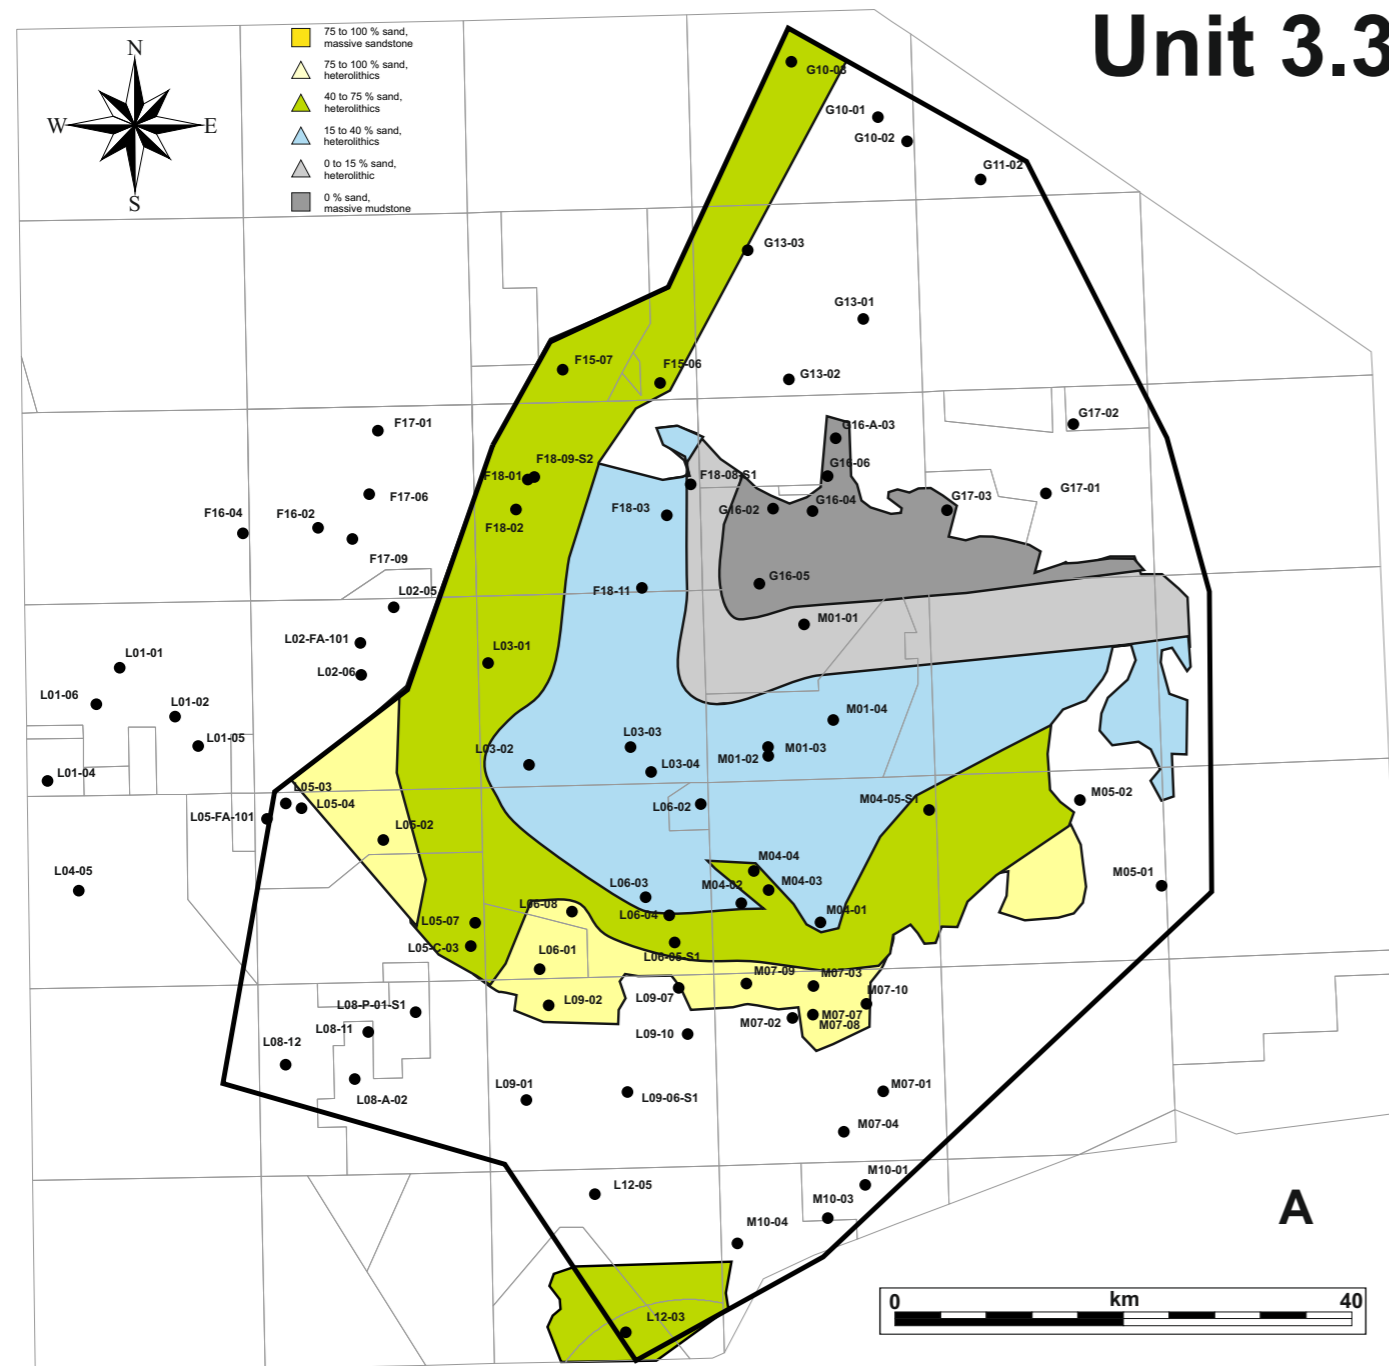 Unit 3.3
N
W
E
S
75 to 100 % sand,
massive sandstone
75 to 100 % sand,
heterolithics
40 to 75 % sand,
heterolithics
15 to 40 % sand,
heterolithics
0 to 15 % sand,
heterolithic
0 % sand,
massive mudstone
G10-03
G10-01
G10-02
G11-02
G13-03
G13-01
F15-07
F15-06
G13-02
F17-01
G17-02
G16-A-03
F18-09-S2
F18-01
F18-08-S1
G16-06
F17-06
G17-01
G17-03
F16-04
F16-02
F18-02
F18-03
G16-02
G16-04
F17-09
G16-05
F18-11
L02-05
M01-01
L02-FA-101
L01-01
L03-01
L02-06
L01-06
L01-02
M01-04
L01-05
L03-02
L03-03
M01-03
M01-02
L03-04
L01-04
L05-03
L05-04
L06-02
M04-05-S1
M05-02
L05-FA-101
L05-02
M04-04
L04-05
M05-01
L06-03
M04-02
M04-03
L06-08
L06-04
M04-01
L05-07
L05-C-03
L06-05-S1
L06-01
M07-09
M07-03
L09-02
L09-07
M07-10
L08-P-01-S1
M07-02
M07-07
M07-08
L08-11
L09-10
L08-12
L08-A-02
L09-01
L09-06-S1
M07-01
M07-04
L12-05
M10-01
M10-03
M10-04
A
L12-03
0
km
40